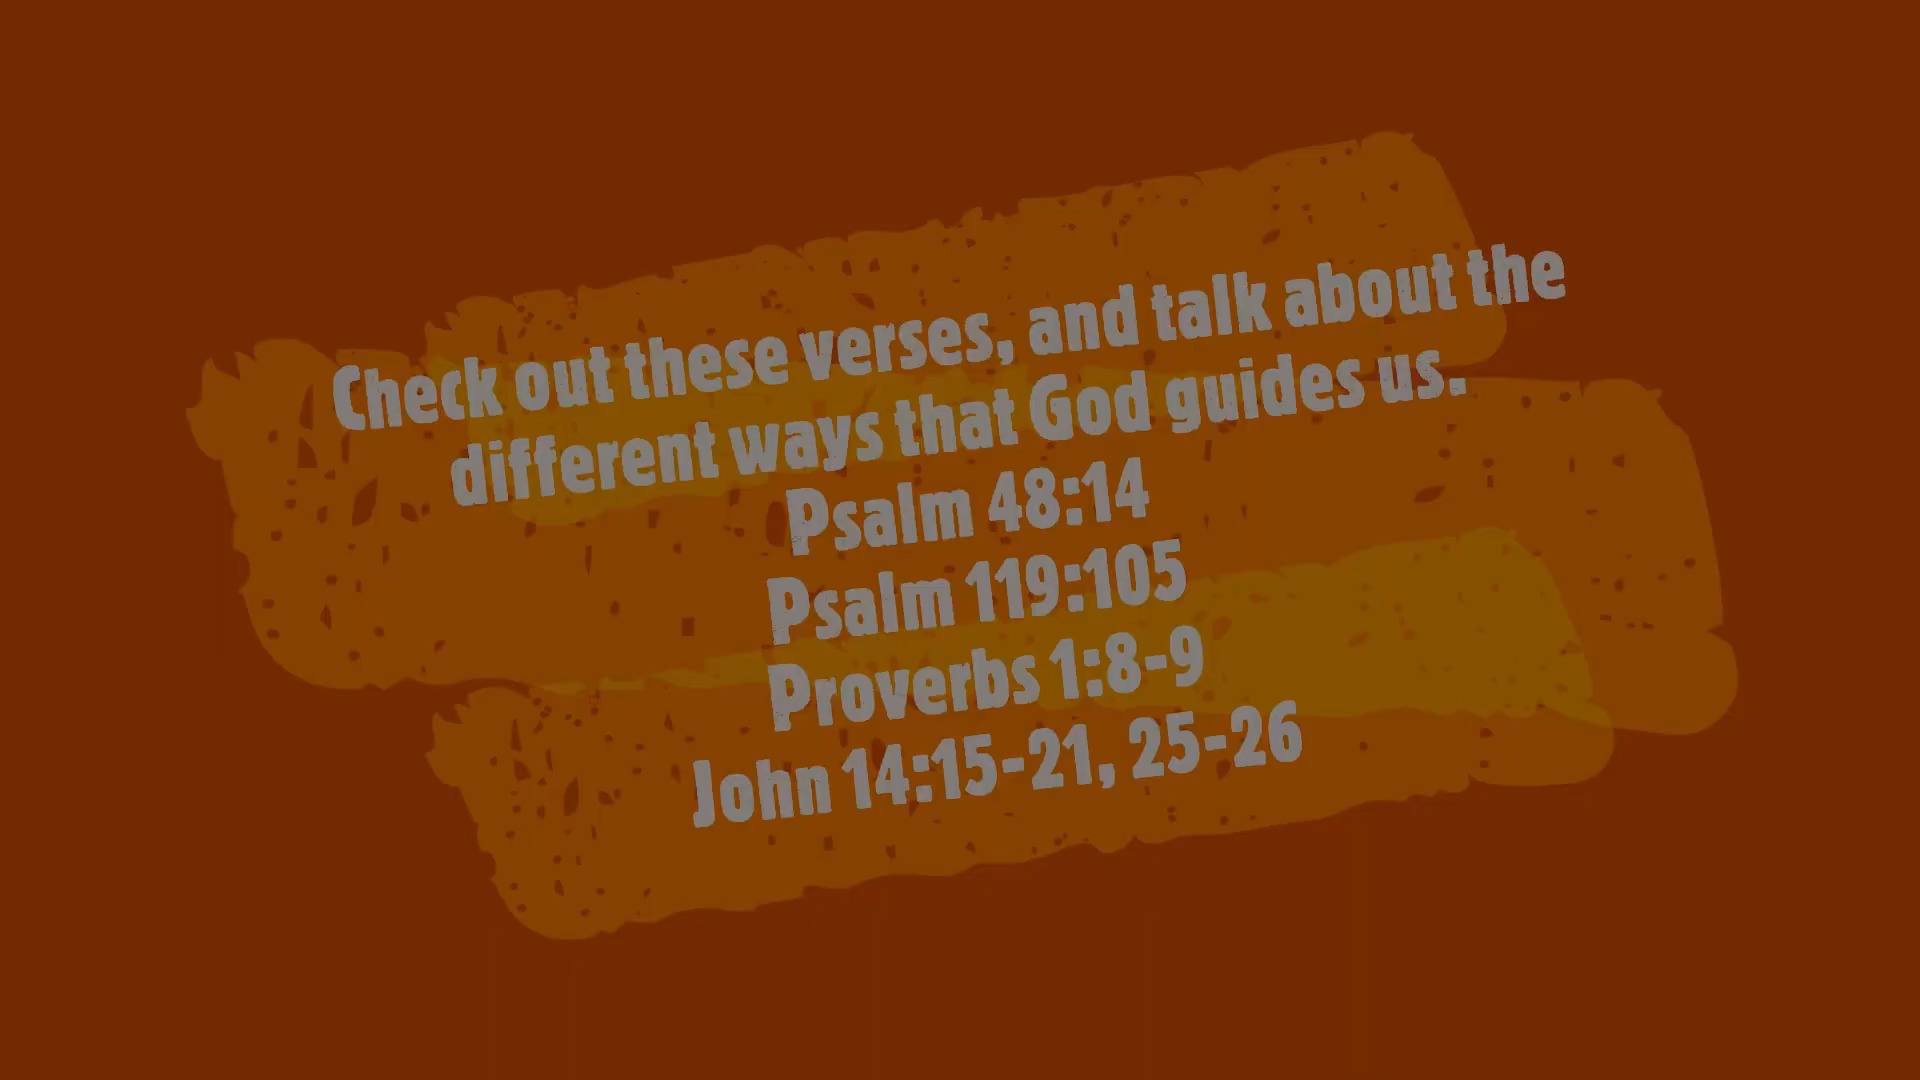 Check out these verses, and talk about the
different ways that God guides us.
Psalm 48:14
Psalm 119:105
Proverbs 1:8-9
John 14:15-21, 25-26